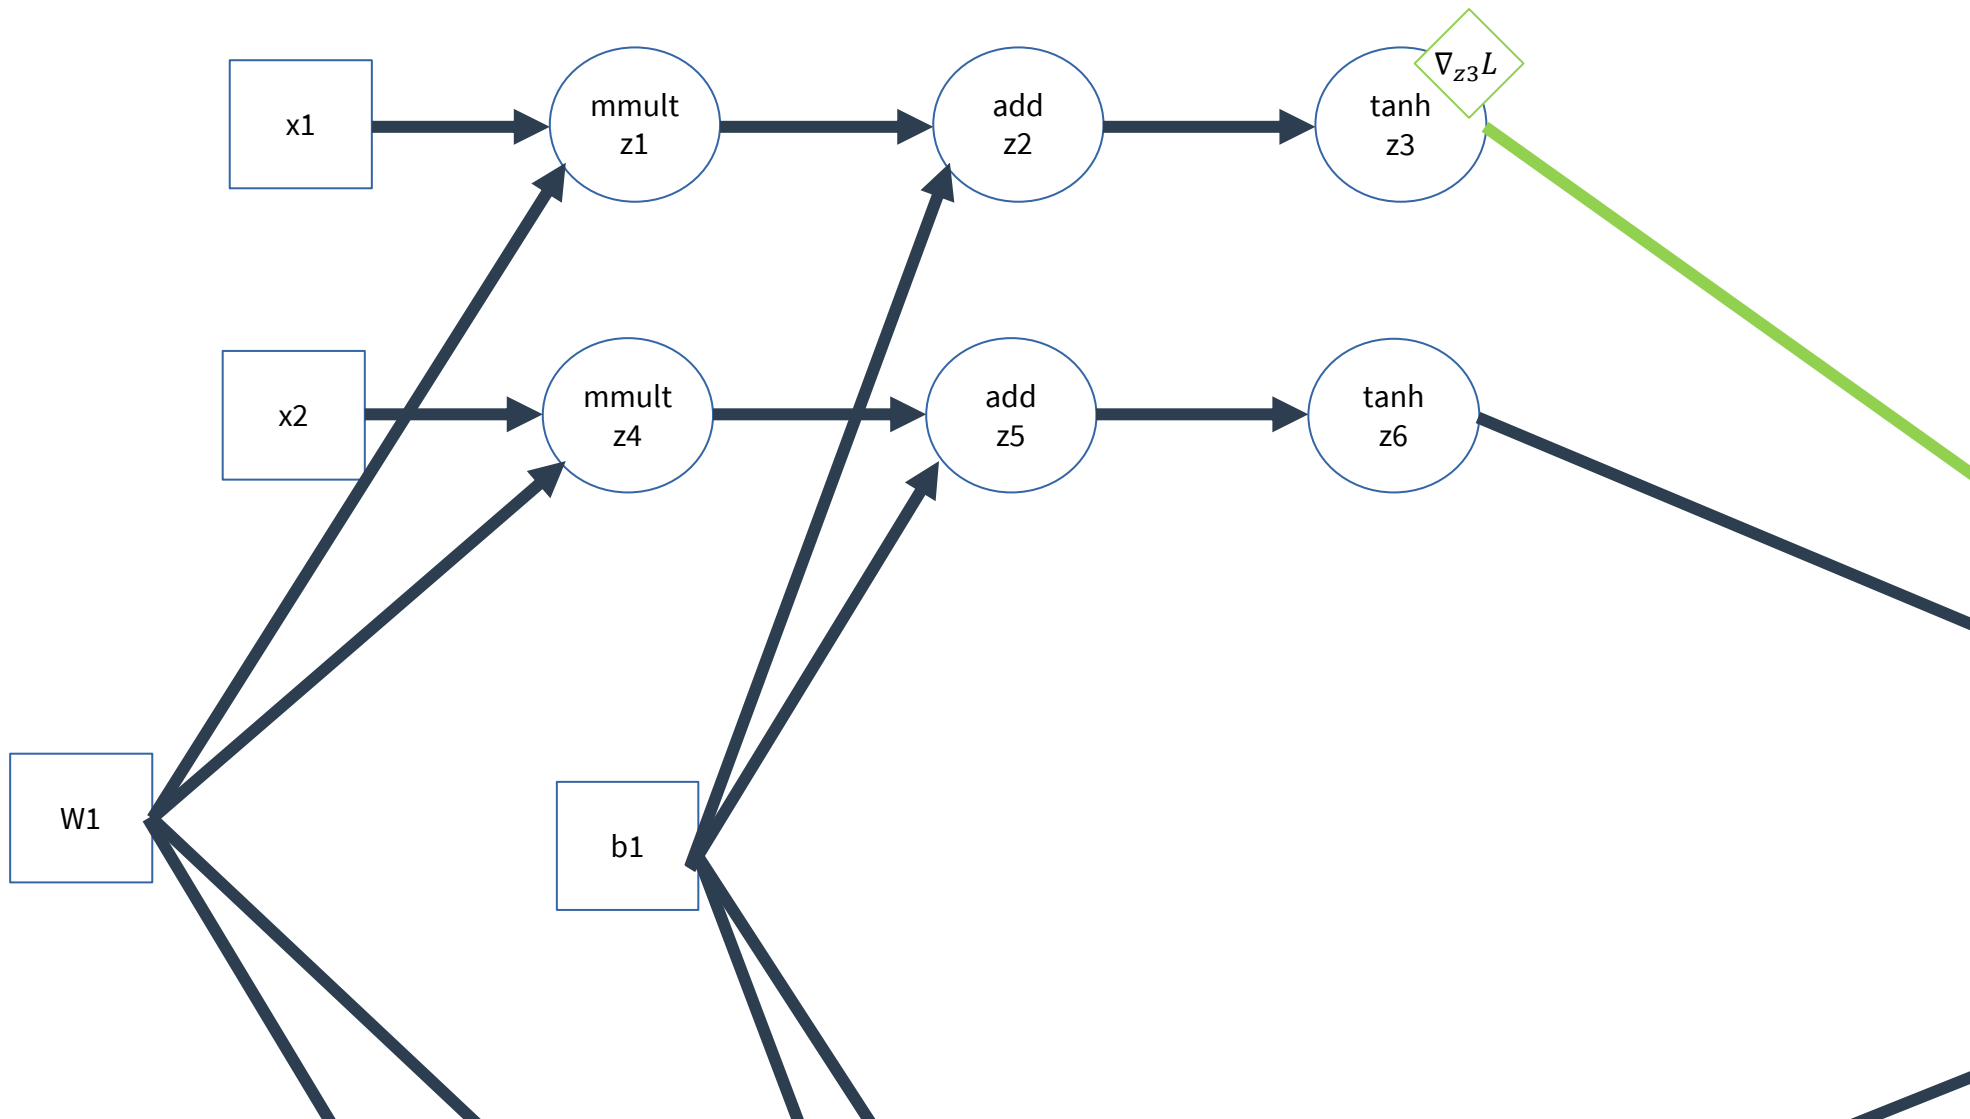 x1
mmult
z1
add
z2
tanh
z3
∇z3L
x2
mmult
z4
add
z5
tanh
z6
W1
b1